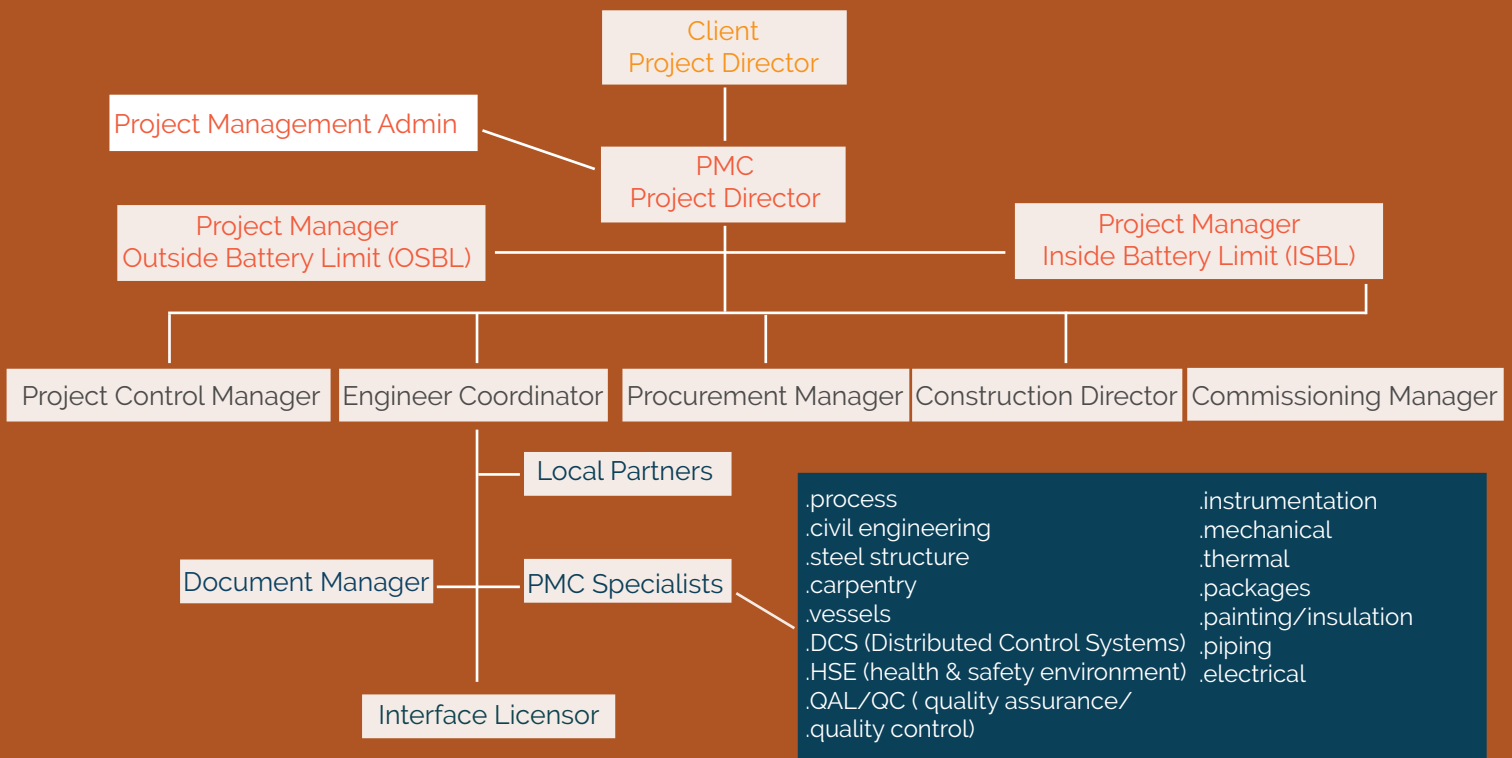 Client
Project Director
Project Management Admin
PMC
Project Director
Project Manager
Outside Battery Limit (OSBL)
Project Manager
Inside Battery Limit (ISBL)
Project Control Manager
Engineer Coordinator
Procurement Manager
Construction Director
Commissioning Manager
Local Partners
Document Manager
PMC Specialists
Interface Licensor
.process
.civil engineering
.steel structure
.carpentry
.vessels
.DCS (Distributed Control Systems)
.HSE (health & safety environment)
.QAL/QC ( quality assurance/
.quality control)
.instrumentation
.mechanical
.thermal
.packages
.painting/insulation
.piping
.electrical